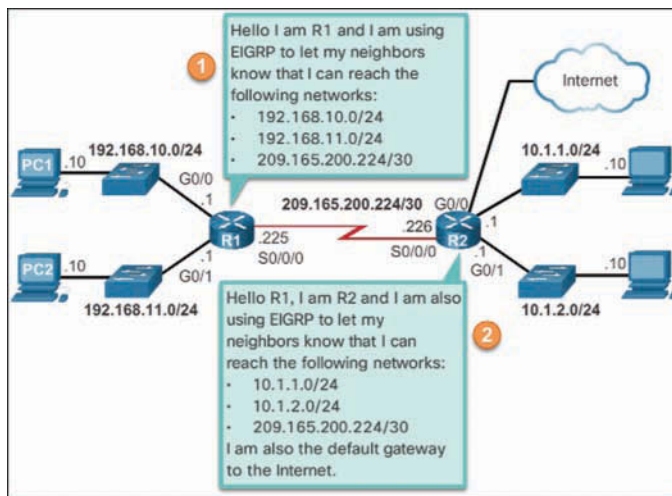 Hello I am R1 and I am using
EIGRP to let my neighbors
know that I can reach the
following networks:
• 192.168.10.0/24
• 192.168.11.0/24
• 209.165.200.224/30
1
Internet
192.168.10.0/24
PC1
.10
G0/0
.1
10.1.1.0/24
209.165.200.224/30
G0/0
.1
R1
.225
S0/0/0
.226
S0/0/0
R2
.1
G0/1
PC2
.10
.1
G0/1
192.168.11.0/24
10.1.2.0/24
Hello R1, I am R2 and I am also
using EIGRP to let my
neighbors know that I can
reach the following networks:
• 10.1.1.0/24
• 10.1.2.0/24
• 209.165.200.224/30
I am also the default gateway
to the Internet.
2